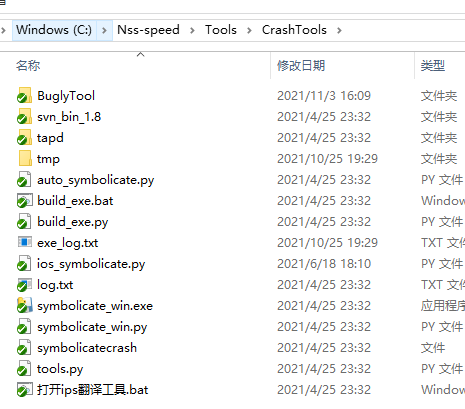 Windows (C:) > Nss-speed > Tools > CrashTools
名称 修改日期 类型
BuglyTool 2021/11/3 16:09 文件夹
svn_bin_1.8 2021/4/25 23:32 文件夹
tapd 2021/4/25 23:32 文件夹
tmp 2021/10/25 19:29 文件夹
auto_symbolicate.py 2021/4/25 23:32 PY 文件
build_exe.bat 2021/4/25 23:32 Window
build_exe.py 2021/4/25 23:32 PY 文件
exe_log.txt 2021/10/25 19:29 TXT 文件
ios_symbolicate.py 2021/6/18 18:10 PY 文件
log.txt 2021/4/25 23:32 TXT 文件
symbolicate_win.exe 2021/4/25 23:32 应用程序
symbolicate_win.py 2021/4/25 23:32 PY 文件
symbolicatecrash 2021/4/25 23:32 文件
tools.py 2021/4/25 23:32 PY 文件
打开ips翻译工具.bat 2021/4/25 23:32 Window